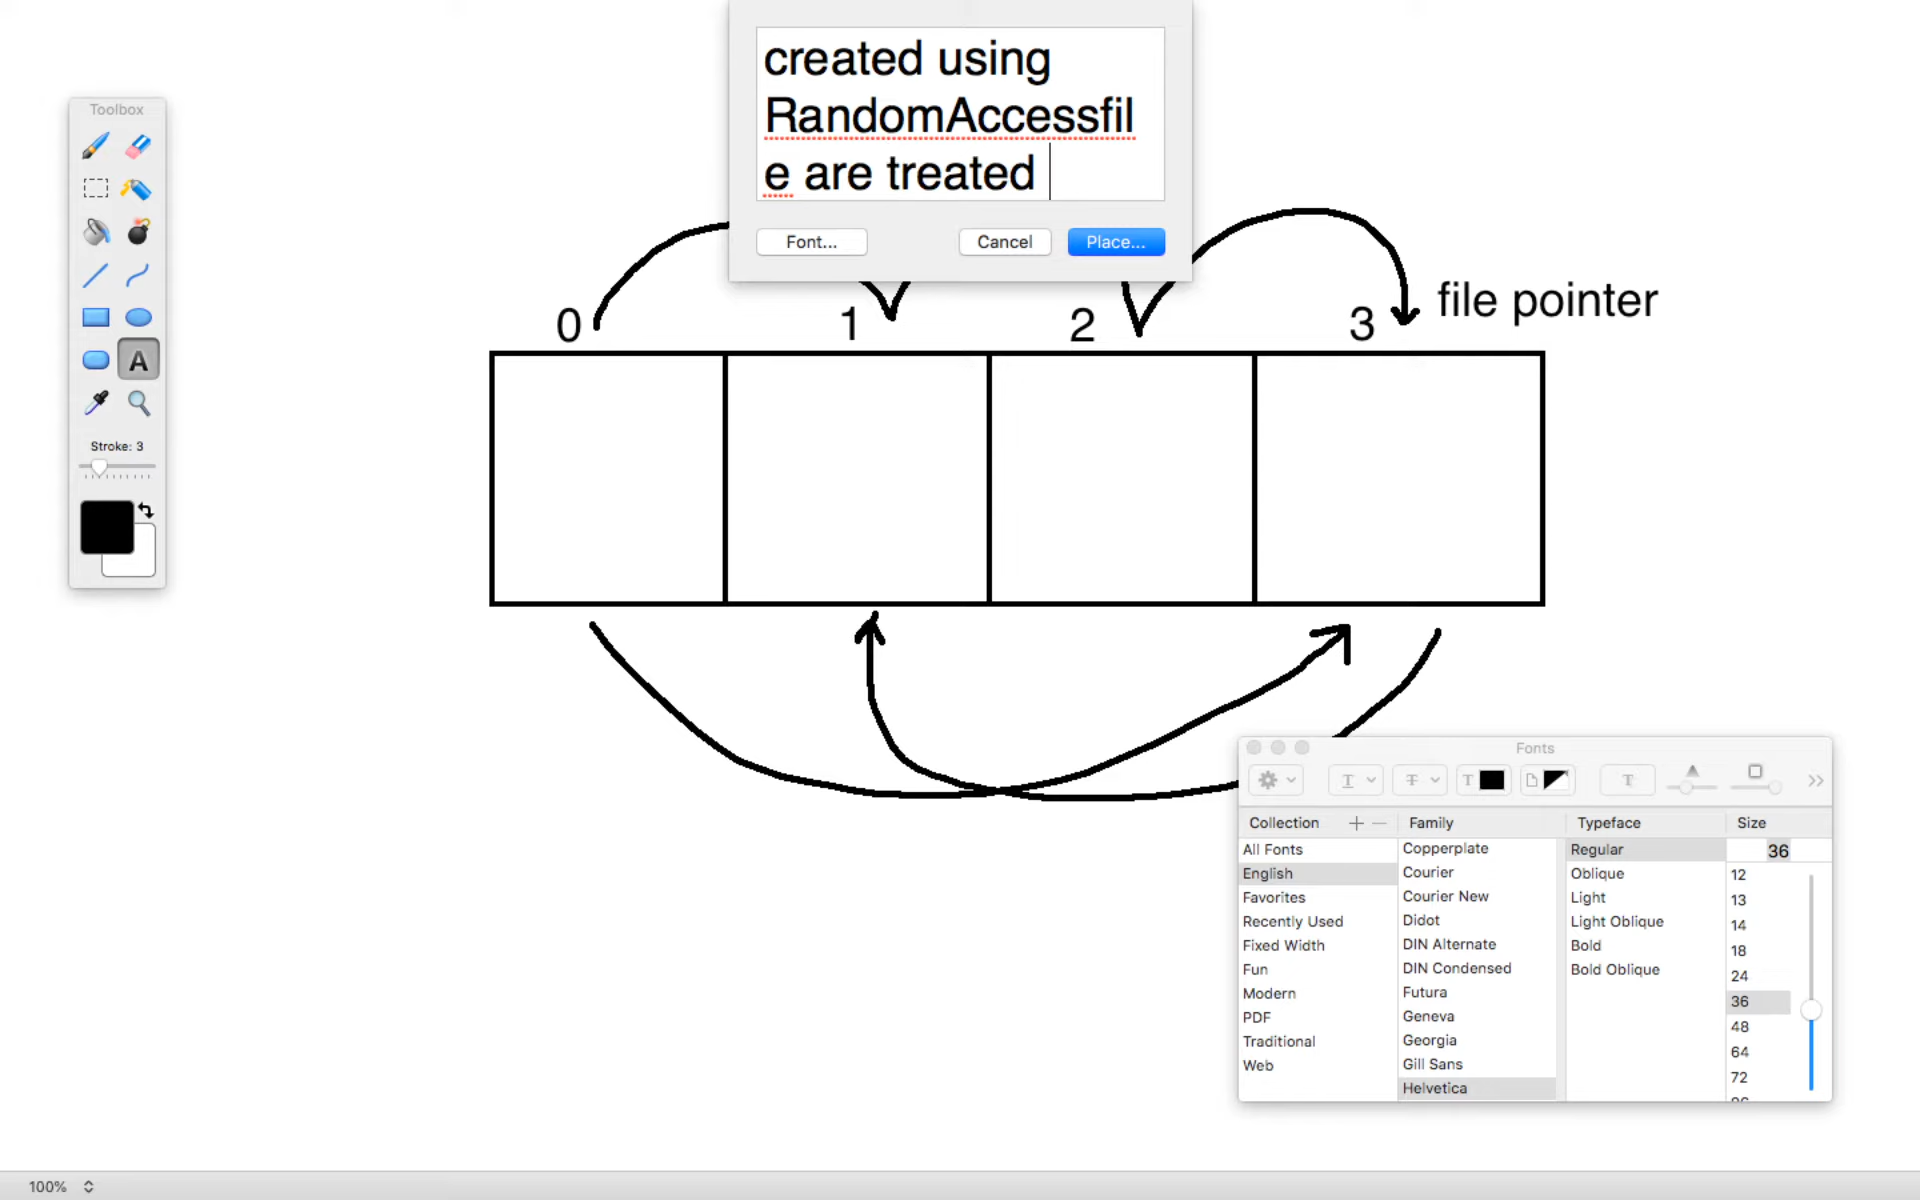 created using
RandomAccessfil
e are treated
Font...
Cancel
Place...
Toolbox
A
Stroke: 3
0
1
2
3
file pointer
Fonts
Collection
Family
Typeface
Size
All Fonts
English
Favorites
Recently Used
Fixed Width
Fun
Modern
PDF
Traditional
Web
Copperplate
Courier
Courier New
Didot
DIN Alternate
DIN Condensed
Futura
Geneva
Georgia
Gill Sans
Helvetica
Regular
Oblique
Light
Light Oblique
Bold
Bold Oblique
36
12
13
14
18
24
36
48
64
72
100%